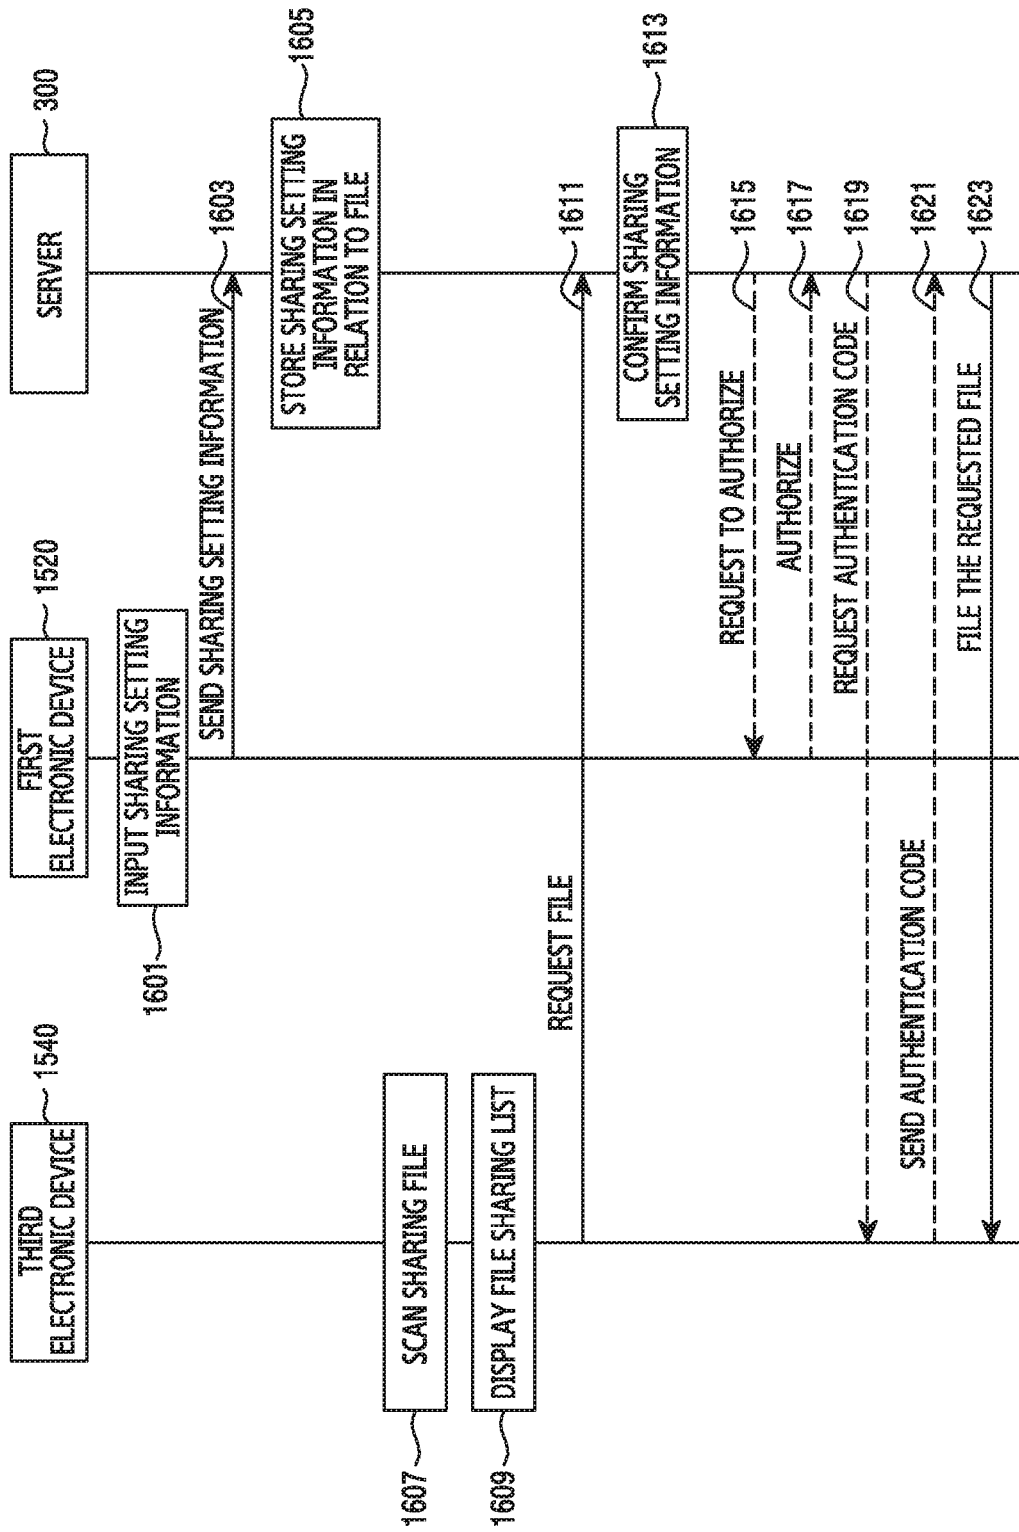 THIRD
ELECTRONIC DEVICE
1540
FIRST
ELECTRONIC DEVICE
1520
SERVER
300
INPUT SHARING SETTING
INFORMATION
1601
SEND SHARING SETTING INFORMATION
1603
STORE SHARING SETTING
INFORMATION IN
RELATION TO FILE
1605
SCAN SHARING FILE
1607
DISPLAY FILE SHARING LIST
1609
REQUEST FILE
1611
CONFIRM SHARING
SETTING INFORMATION
1613
REQUEST TO AUTHORIZE
1615
AUTHORIZE
1617
REQUEST AUTHENTICATION CODE
1619
SEND AUTHENTICATION CODE
1621
FILE THE REQUESTED FILE
1623